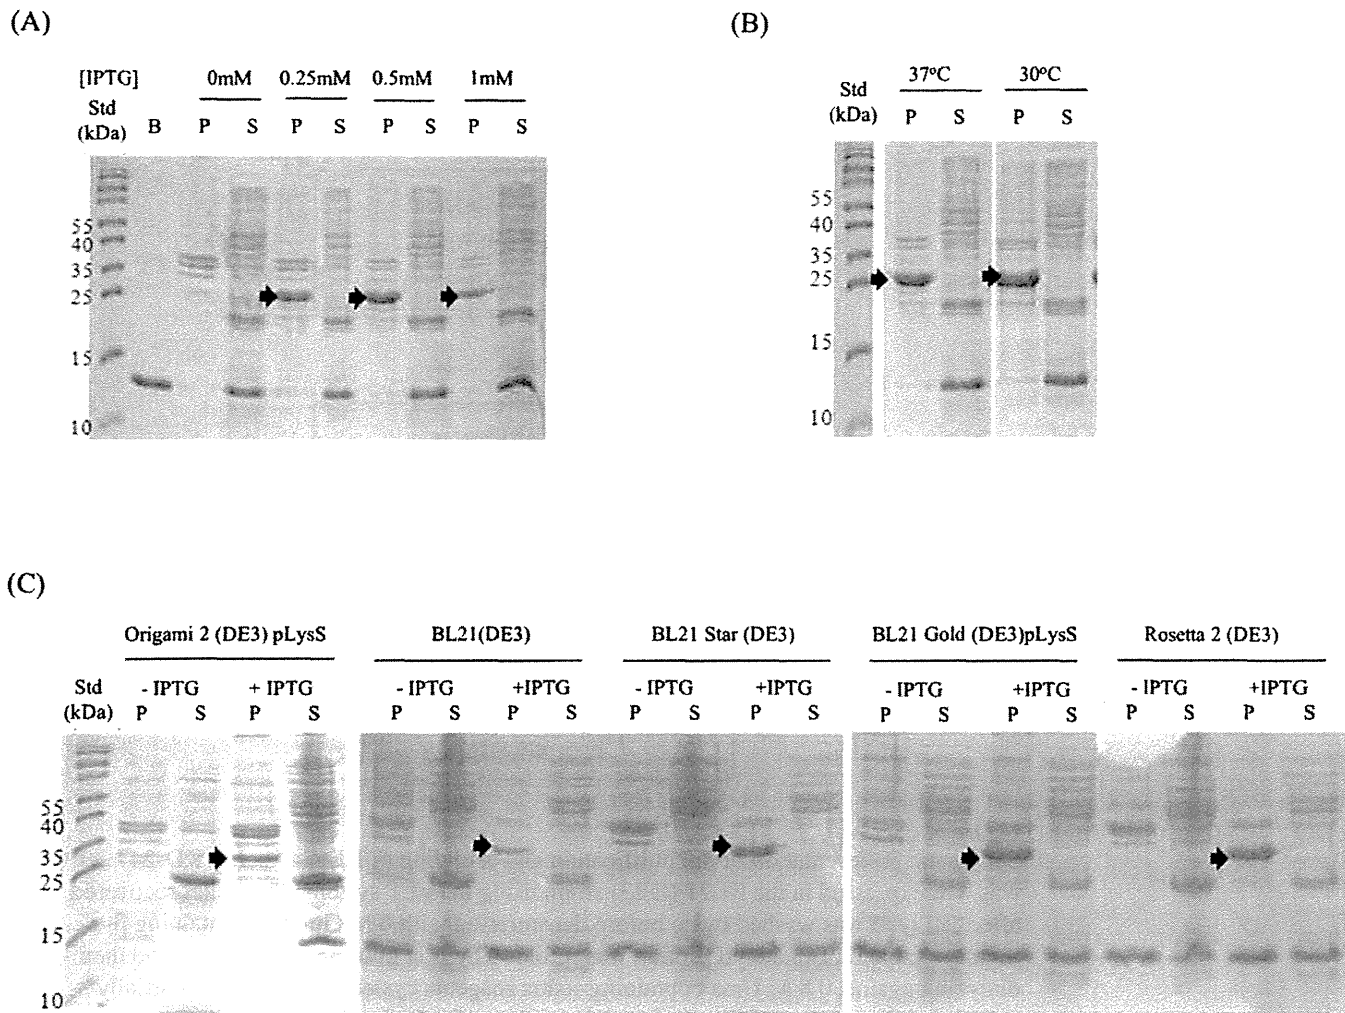 (A)
[IPTG] 0mM 0.25mM 0.5mM 1mM
Std
(kDa) B P S P S P S P S
55
40
35
25
15
10
(B)
37°C 30°C
Std
(kDa) P S P S
55
40
35
25
15
10
(C)
Origami 2 (DE3) pLysS BL21(DE3) BL21 Star (DE3) BL21 Gold (DE3)pLysS Rosetta 2 (DE3)
Std - IPTG + IPTG - IPTG +IPTG - IPTG +IPTG - IPTG +IPTG - IPTG +IPTG
(kDa) P S P S P S P S P S P S P S P S P S P S
55
40
35
25
15
10